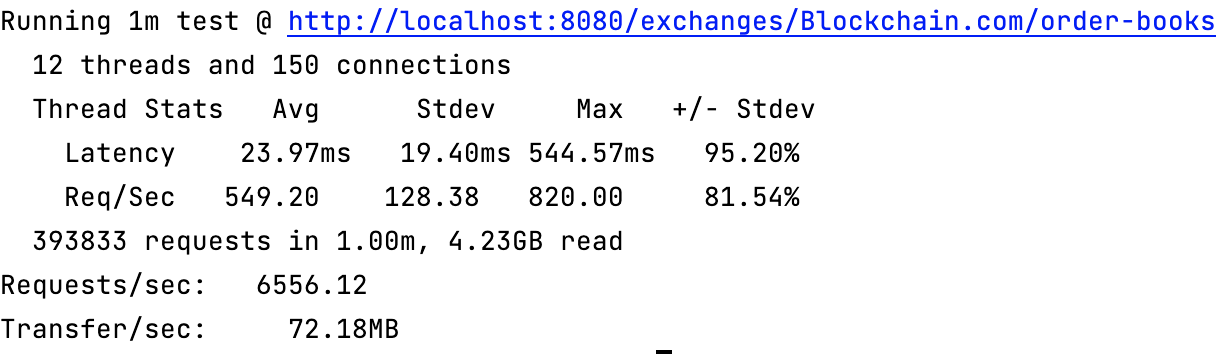 Running 1m test @ http://localhost:8080/exchanges/Blockchain.com/order-books
  12 threads and 150 connections
  Thread Stats   Avg      Stdev     Max   +/- Stdev
    Latency    23.97ms   19.40ms 544.57ms   95.20%
    Req/Sec   549.20    128.38   820.00     81.54%
  393833 requests in 1.00m, 4.23GB read
Requests/sec:   6556.12
Transfer/sec:     72.18MB